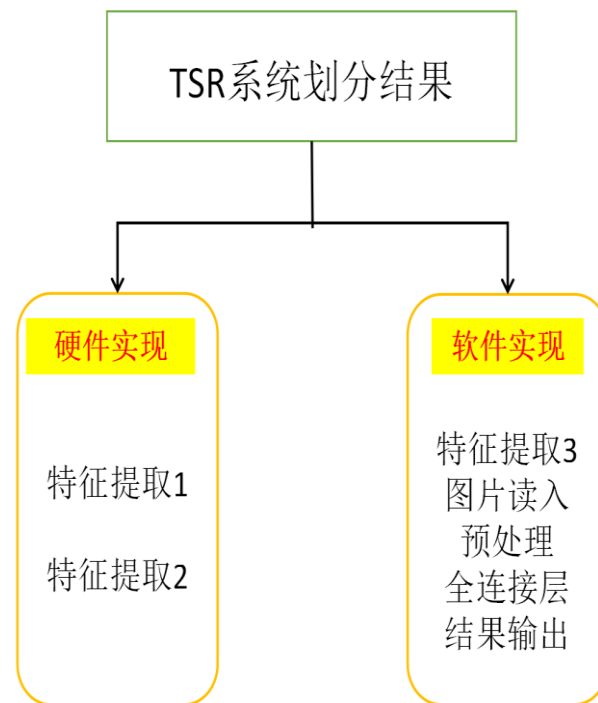 TSR系统划分结果
硬件实现
特征提取1
特征提取2
软件实现
特征提取3
图片读入
预处理
全连接层
结果输出